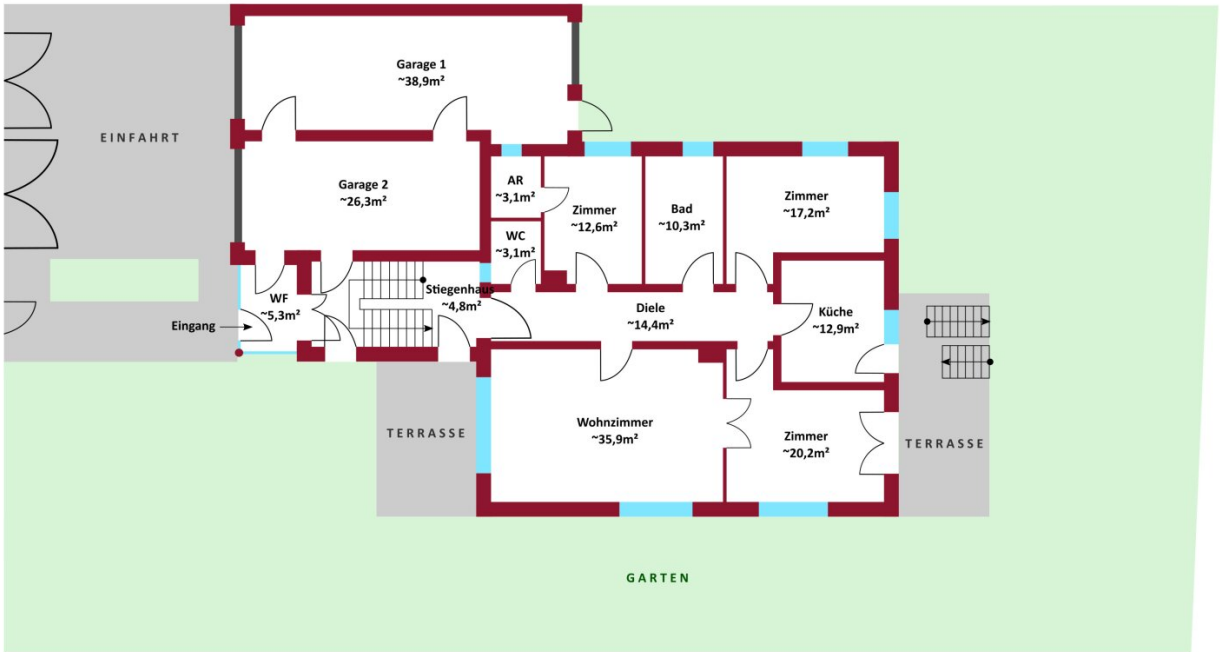 Garage 1
~38,9m²
EINFAHRT
Garage 2
~26,3m²
AR
~3,1m²
Zimmer
~12,6m²
Bad
~10,3m²
Zimmer
~17,2m²
WC
~3,1m²
Stiegenhaus
~4,8m²
WF
~5,3m²
Eingang
Diele
~14,4m²
Küche
~12,9m²
TERRASSE
Wohnzimmer
~35,9m²
Zimmer
~20,2m²
TERRASSE
GARTEN